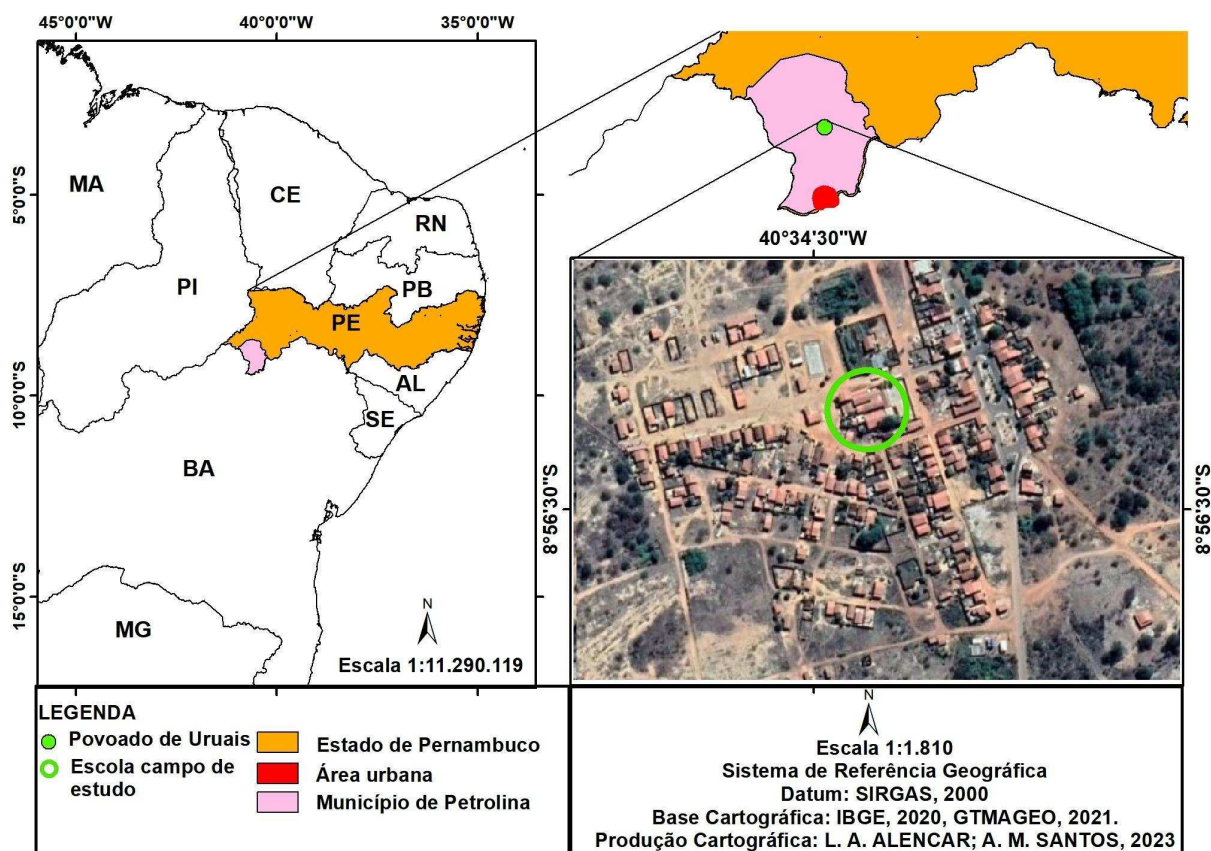 45°0'0"W
40°0'0"W
35°0'0"W
5°0'0"S
10°0'0"S
15°0'0"S
MA
CE
RN
PI
PB
PE
AL
SE
BA
MG
N
Escala 1:11.290.119
40°34'30"W
8°56'30"S
8°56'30"S
LEGENDA
Povoado de Uruais
Escola campo de
estudo
Estado de Pernambuco
Área urbana
Município de Petrolina
N
Escala 1:1.810
Sistema de Referência Geográfica
Datum: SIRGAS, 2000
Base Cartográfica: IBGE, 2020, GTMAGEO, 2021.
Produção Cartográfica: L. A. ALENCAR; A. M. SANTOS, 2023